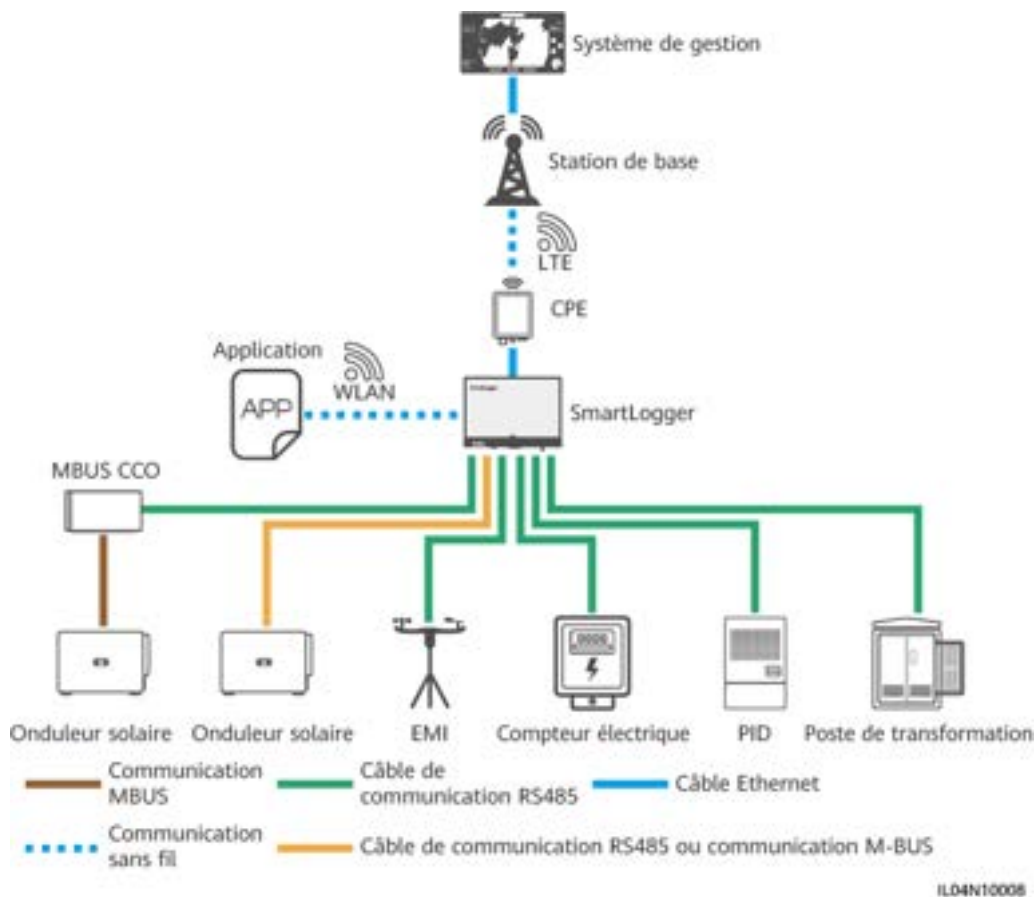 Système de gestion
Station de base
LTE
CPE
Application
WLAN
APP
SmartLogger
MBUS CCO
Onduleur solaire Onduleur solaire EMI Compteur électrique PID Poste de transformation
Communication
MBUS
Câble de
communication RS485
Câble Ethernet
Communication
sans fil
Câble de communication RS485 ou communication M-BUS
IL04N10008